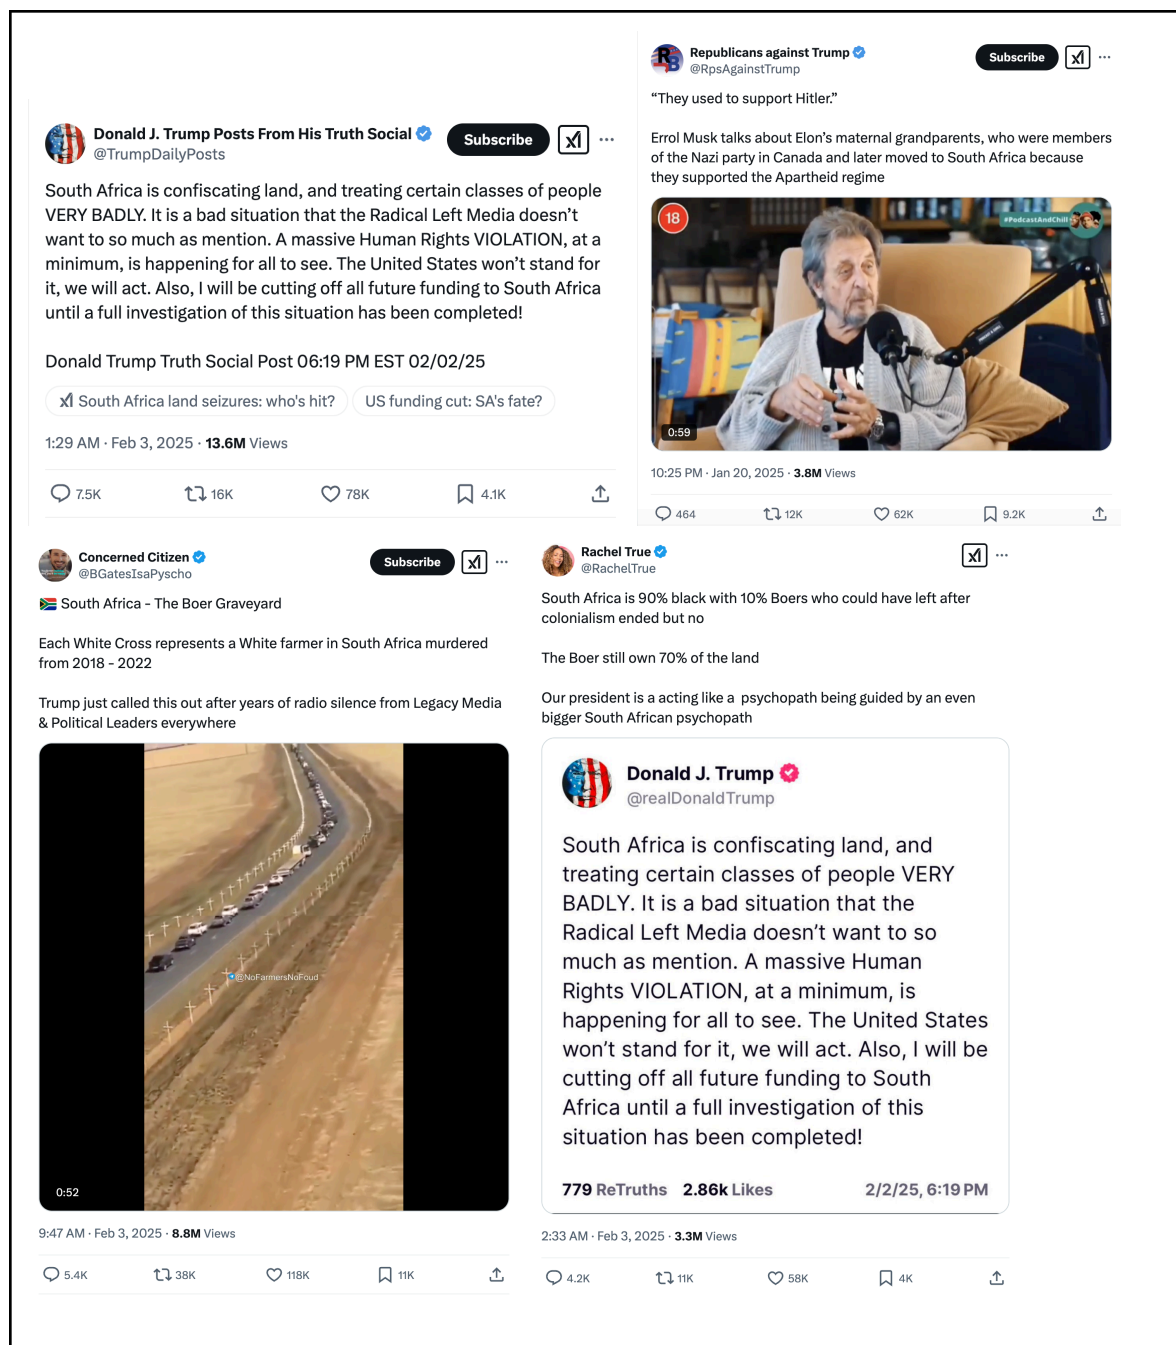 Donald J. Trump Posts From His Truth Social
@TrumpDailyPosts
Subscribe
South Africa is confiscating land, and treating certain classes of people
VERY BADLY. It is a bad situation that the Radical Left Media doesn't
want to so much as mention. A massive Human Rights VIOLATION, at a
minimum, is happening for all to see. The United States won't stand for
it, we will act. Also, I will be cutting off all future funding to South Africa
until a full investigation of this situation has been completed!
Donald Trump Truth Social Post 06:19 PM EST 02/02/25
South Africa land seizures: who's hit?
US funding cut: SA's fate?
1:29 AM · Feb 3, 2025 · 13.6M Views
7.5K 16K 78K 4.1K
Republicans against Trump
@RpsAgainstTrump
Subscribe
“They used to support Hitler.”
Errol Musk talks about Elon’s maternal grandparents, who were members
of the Nazi party in Canada and later moved to South Africa because
they supported the Apartheid regime
18
#PodcastAndChill
0:59
10:25 PM · Jan 20, 2025 · 3.8M Views
464 12K 62K 9.2K
Concerned Citizen
@BGatesIsaPyscho
Subscribe
South Africa - The Boer Graveyard
Each White Cross represents a White farmer in South Africa murdered
from 2018 - 2022
Trump just called this out after years of radio silence from Legacy Media
& Political Leaders everywhere
@NoFarmersNoFoud
0:52
9:47 AM · Feb 3, 2025 · 8.8M Views
5.4K 38K 118K 11K
Rachel True
@RachelTrue
South Africa is 90% black with 10% Boers who could have left after
colonialism ended but no
The Boer still own 70% of the land
Our president is a acting like a psychopath being guided by an even
bigger South African psychopath
Donald J. Trump
@realDonaldTrump
South Africa is confiscating land, and
treating certain classes of people VERY
BADLY. It is a bad situation that the
Radical Left Media doesn’t want to so
much as mention. A massive Human
Rights VIOLATION, at a minimum, is
happening for all to see. The United States
won’t stand for it, we will act. Also, I will be
cutting off all future funding to South
Africa until a full investigation of this
situation has been completed!
779 ReTruths 2.86k Likes 2/2/25, 6:19 PM
2:33 AM · Feb 3, 2025 · 3.3M Views
4.2K 11K 58K 4K